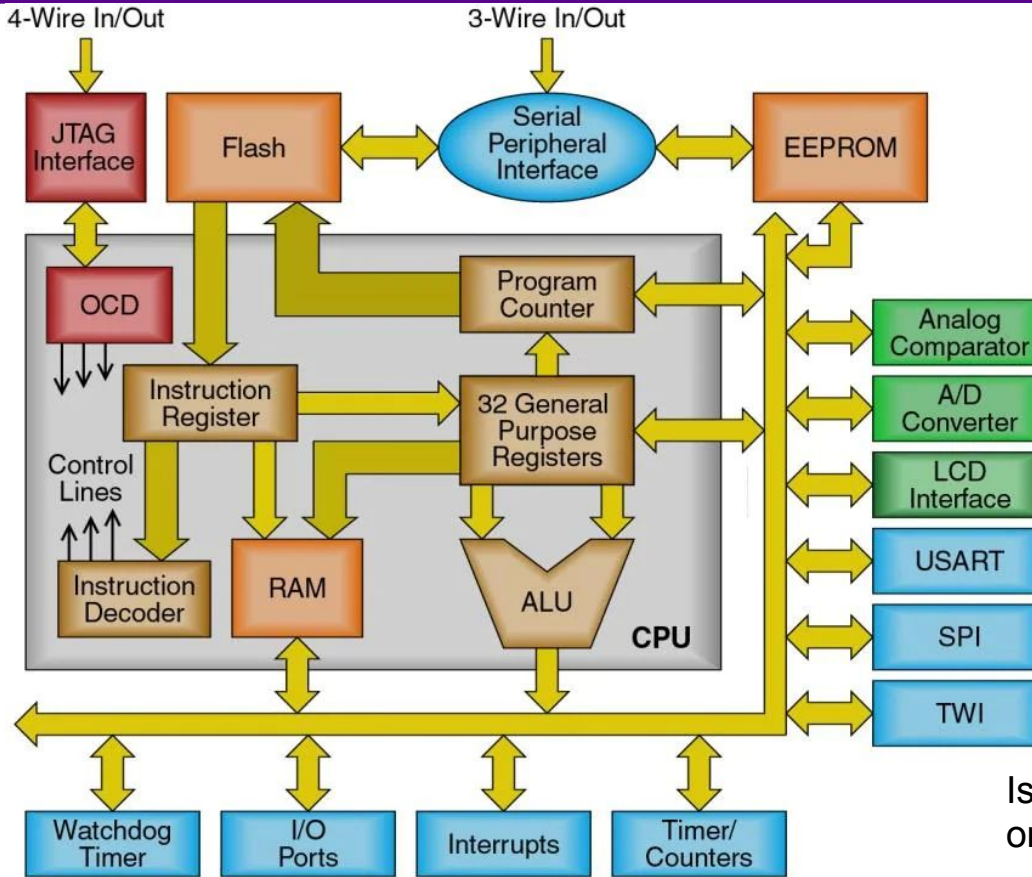 4-Wire In/Out
3-Wire In/Out
JTAG
Interface
Flash
Serial
Peripheral
Interface
EEPROM
OCD
Program
Counter
Analog
Comparator
Instruction
Register
32 General
Purpose
Registers
A/D
Converter
Control
Lines
LCD
Interface
Instruction
Decoder
RAM
ALU
USART
CPU
SPI
TWI
Watchdog
Timer
I/O
Ports
Interrupts
Timer/
Counters
Is